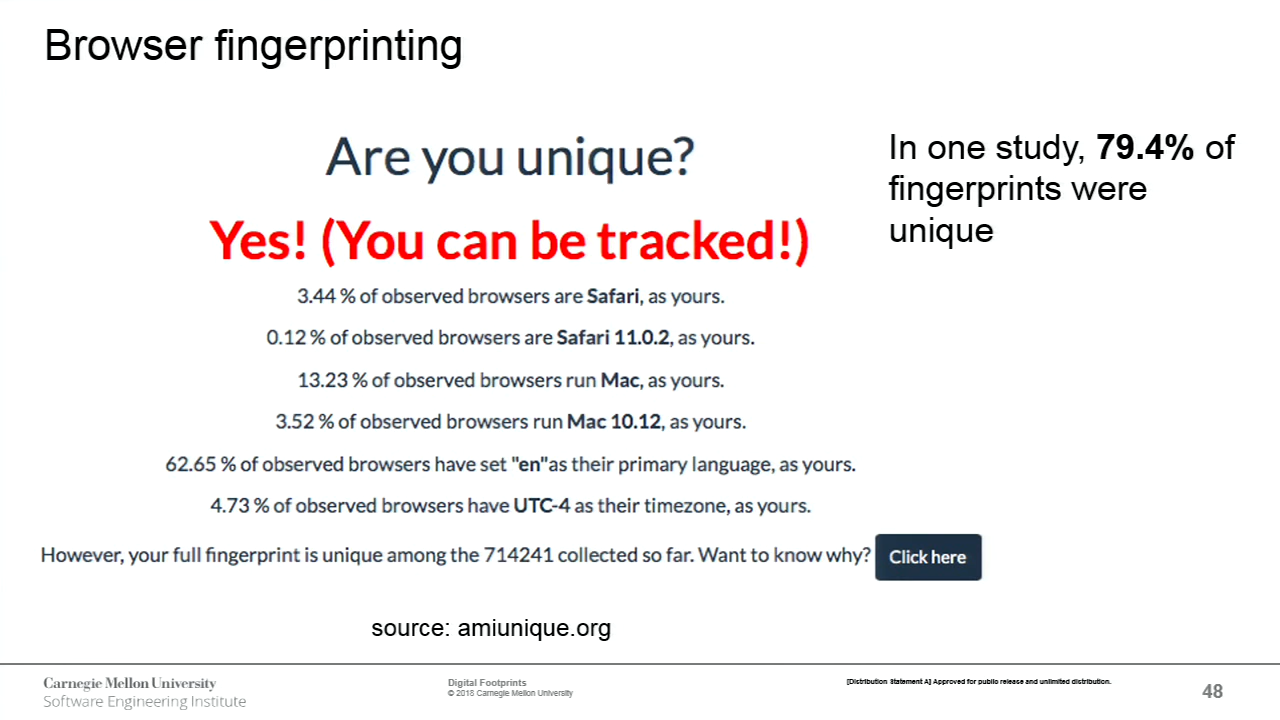 Browser fingerprinting
Are you unique?
Yes! (You can be tracked!)
3.44 % of observed browsers are Safari, as yours.
0.12 % of observed browsers are Safari 11.0.2, as yours.
13.23 % of observed browsers run Mac, as yours.
3.52 % of observed browsers run Mac 10.12, as yours.
62.65 % of observed browsers have set "en"as their primary language, as yours.
4.73 % of observed browsers have UTC-4 as their timezone, as yours.
However, your full fingerprint is unique among the 714241 collected so far. Want to know why? Click here
source: amiunique.org
In one study, 79.4% of
fingerprints were
unique
Carnegie Mellon University
Software Engineering Institute
Digital Footprints
© 2018 Carnegie Mellon University
[Distribution Statement A] Approved for public release and unlimited distribution.
48